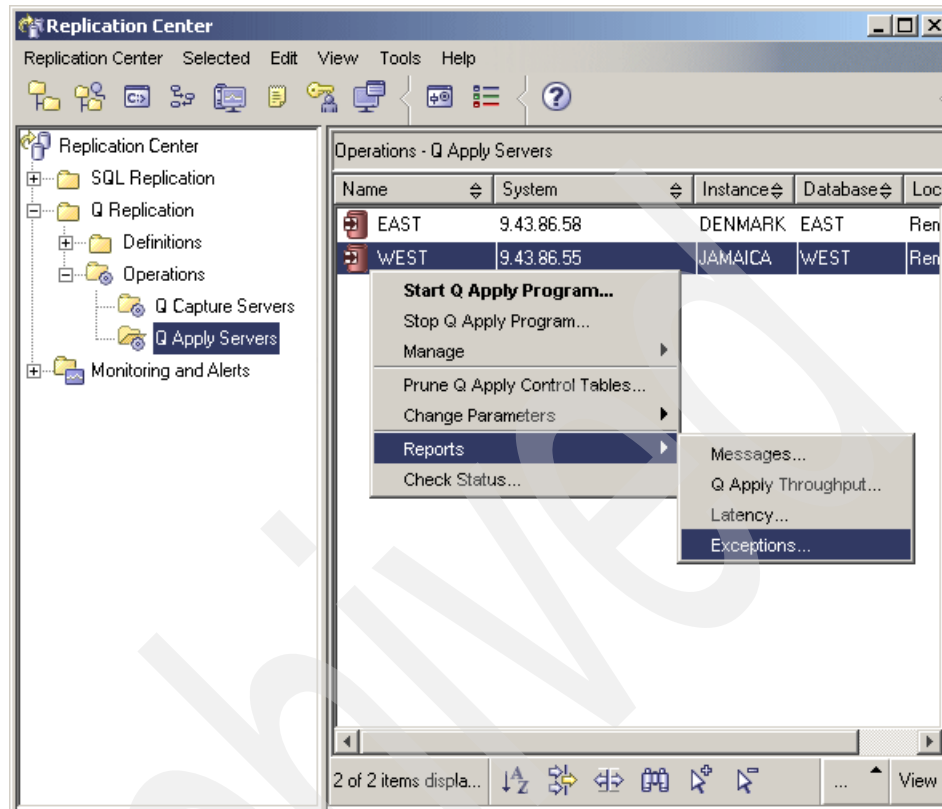 Replication Center
Replication Center Selected Edit View Tools Help
Replication Center
SQL Replication
Q Replication
Definitions
Operations
Q Capture Servers
Q Apply Servers
Monitoring and Alerts
Operations - Q Apply Servers
Name System Instance Database Loc
EAST 9.43.86.58 DENMARK EAST Rem
WEST 9.43.86.55 JAMAICA WEST Rem
Start Q Apply Program...
Stop Q Apply Program...
Manage
Prune Q Apply Control Tables...
Change Parameters
Reports
Check Status...
Messages...
Q Apply Throughput...
Latency...
Exceptions...
2 of 2 items displa... ... View